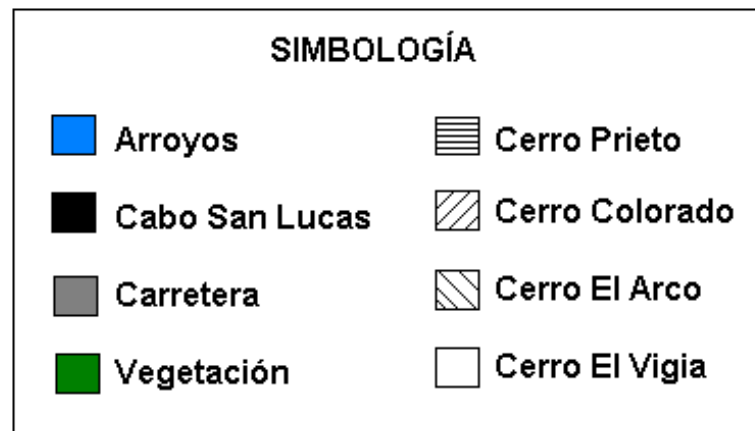 SIMBOLOGÍA
Arroyos
Cabo San Lucas
Carretera
Vegetación
Cerro Prieto
Cerro Colorado
Cerro El Arco
Cerro El Vigia